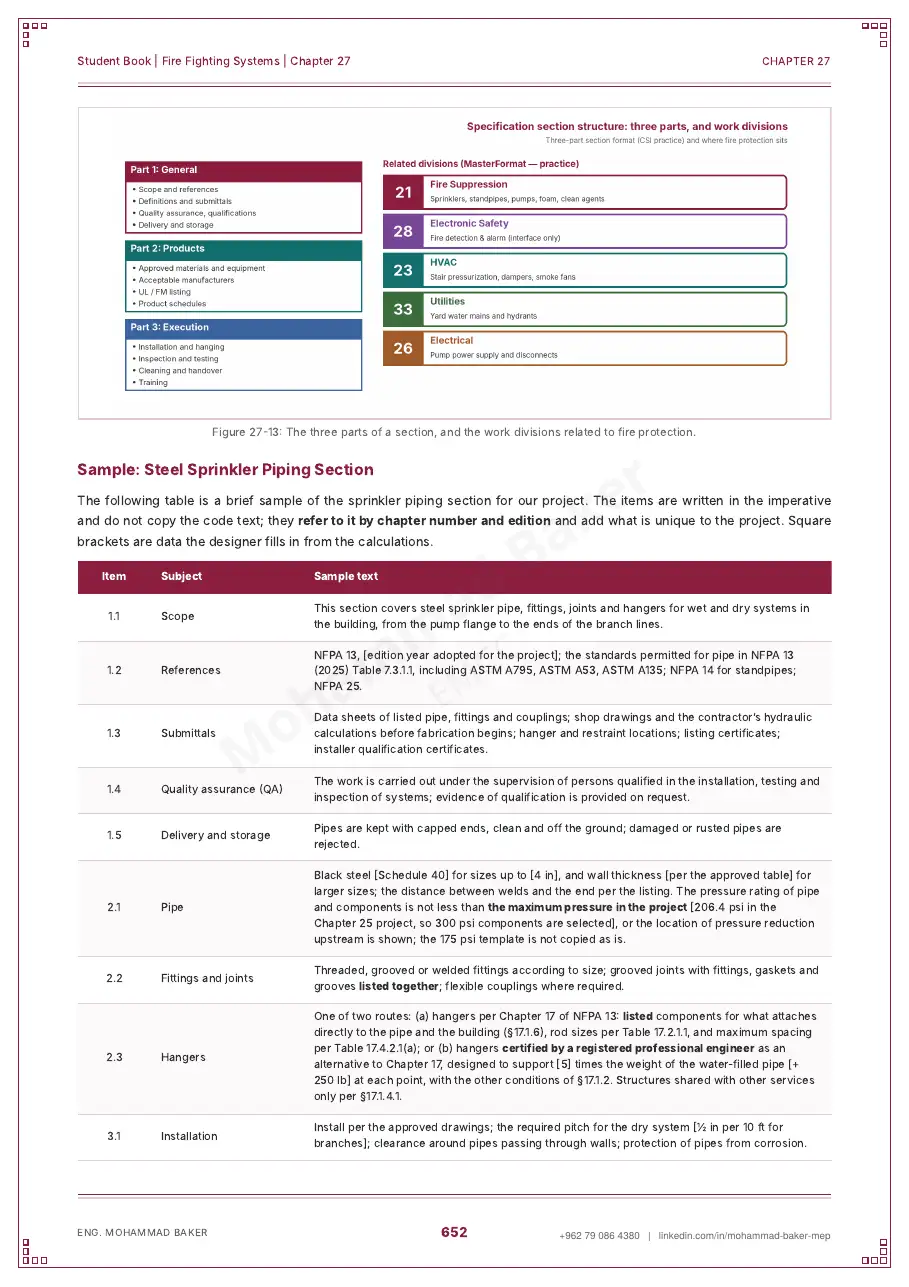 Student Book | Fire Fighting Systems | Chapter 27
CHAPTER 27
Specification section structure: three parts, and work divisions
Three-part section format (CSI practice) and where fire protection sits
Part 1: General
• Scope and references
• Definitions and submittals
• Quality assurance, qualifications
• Delivery and storage
Part 2: Products
• Approved materials and equipment
• Acceptable manufacturers
• UL / FM listing
• Product schedules
Part 3: Execution
• Installation and hanging
• Inspection and testing
• Cleaning and handover
• Training
Related divisions (MasterFormat — practice)
21
Fire Suppression
Sprinklers, standpipes, pumps, foam, clean agents
28
Electronic Safety
Fire detection & alarm (interface only)
23
HVAC
Stair pressurization, dampers, smoke fans
33
Utilities
Yard water mains and hydrants
26
Electrical
Pump power supply and disconnects
Figure 27-13: The three parts of a section, and the work divisions related to fire protection.
Sample: Steel Sprinkler Piping Section
The following table is a brief sample of the sprinkler piping section for our project. The items are written in the imperative
and do not copy the code text; they refer to it by chapter number and edition and add what is unique to the project. Square
brackets are data the designer fills in from the calculations.
Item Subject Sample text
1.1 Scope
This section covers steel sprinkler pipe, fittings, joints and hangers for wet and dry systems in
the building, from the pump flange to the ends of the branch lines.
1.2 References
NFPA 13, [edition year adopted for the project]; the standards permitted for pipe in NFPA 13
(2025) Table 7.3.1.1, including ASTM A795, ASTM A53, ASTM A135; NFPA 14 for standpipes;
NFPA 25.
1.3 Submittals
Data sheets of listed pipe, fittings and couplings; shop drawings and the contractor's hydraulic
calculations before fabrication begins; hanger and restraint locations; listing certificates;
installer qualification certificates.
1.4 Quality assurance (QA)
The work is carried out under the supervision of persons qualified in the installation, testing and
inspection of systems; evidence of qualification is provided on request.
1.5 Delivery and storage
Pipes are kept with capped ends, clean and off the ground; damaged or rusted pipes are
rejected.
2.1 Pipe
Black steel [Schedule 40] for sizes up to [4 in], and wall thickness [per the approved table] for
larger sizes; the distance between welds and the end per the listing. The pressure rating of pipe
and components is not less than the maximum pressure in the project [206.4 psi in the
Chapter 25 project, so 300 psi components are selected], or the location of pressure reduction
upstream is shown; the 175 psi template is not copied as is.
2.2 Fittings and joints
Threaded, grooved or welded fittings according to size; grooved joints with fittings, gaskets and
grooves listed together; flexible couplings where required.
2.3 Hangers
One of two routes: (a) hangers per Chapter 17 of NFPA 13: listed components for what attaches
directly to the pipe and the building (§17.1.6), rod sizes per Table 17.2.1.1, and maximum spacing
per Table 17.4.2.1(a); or (b) hangers certified by a registered professional engineer as an
alternative to Chapter 17, designed to support [5] times the weight of the water-filled pipe [+
250 lb] at each point, with the other conditions of §17.1.2. Structures shared with other services
only per §17.1.4.1.
3.1 Installation
Install per the approved drawings; the required pitch for the dry system [½ in per 10 ft for
branches]; clearance around pipes passing through walls; protection of pipes from corrosion.
Mohammad Baker
ENG. MOHAMMAD BAKER
652
+962 79 086 4380 | linkedin.com/in/mohammad-baker-mep